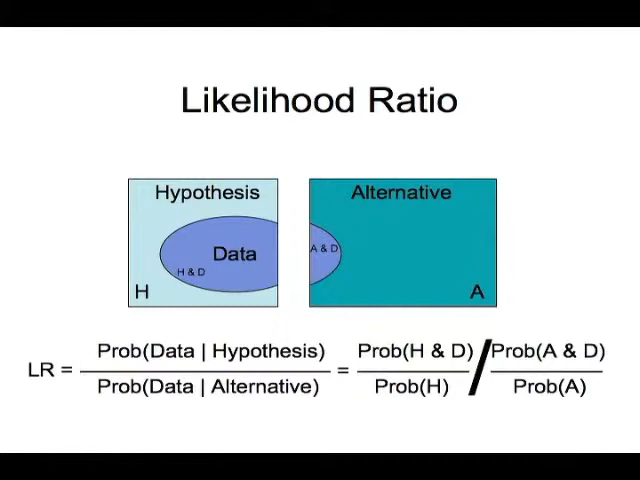 Likelihood Ratio
Hypothesis
Alternative
Data
H & D
A & D
H
A
LR = Prob(Data | Hypothesis) / Prob(Data | Alternative) = Prob(H & D) / Prob(H) / Prob(A & D) / Prob(A)